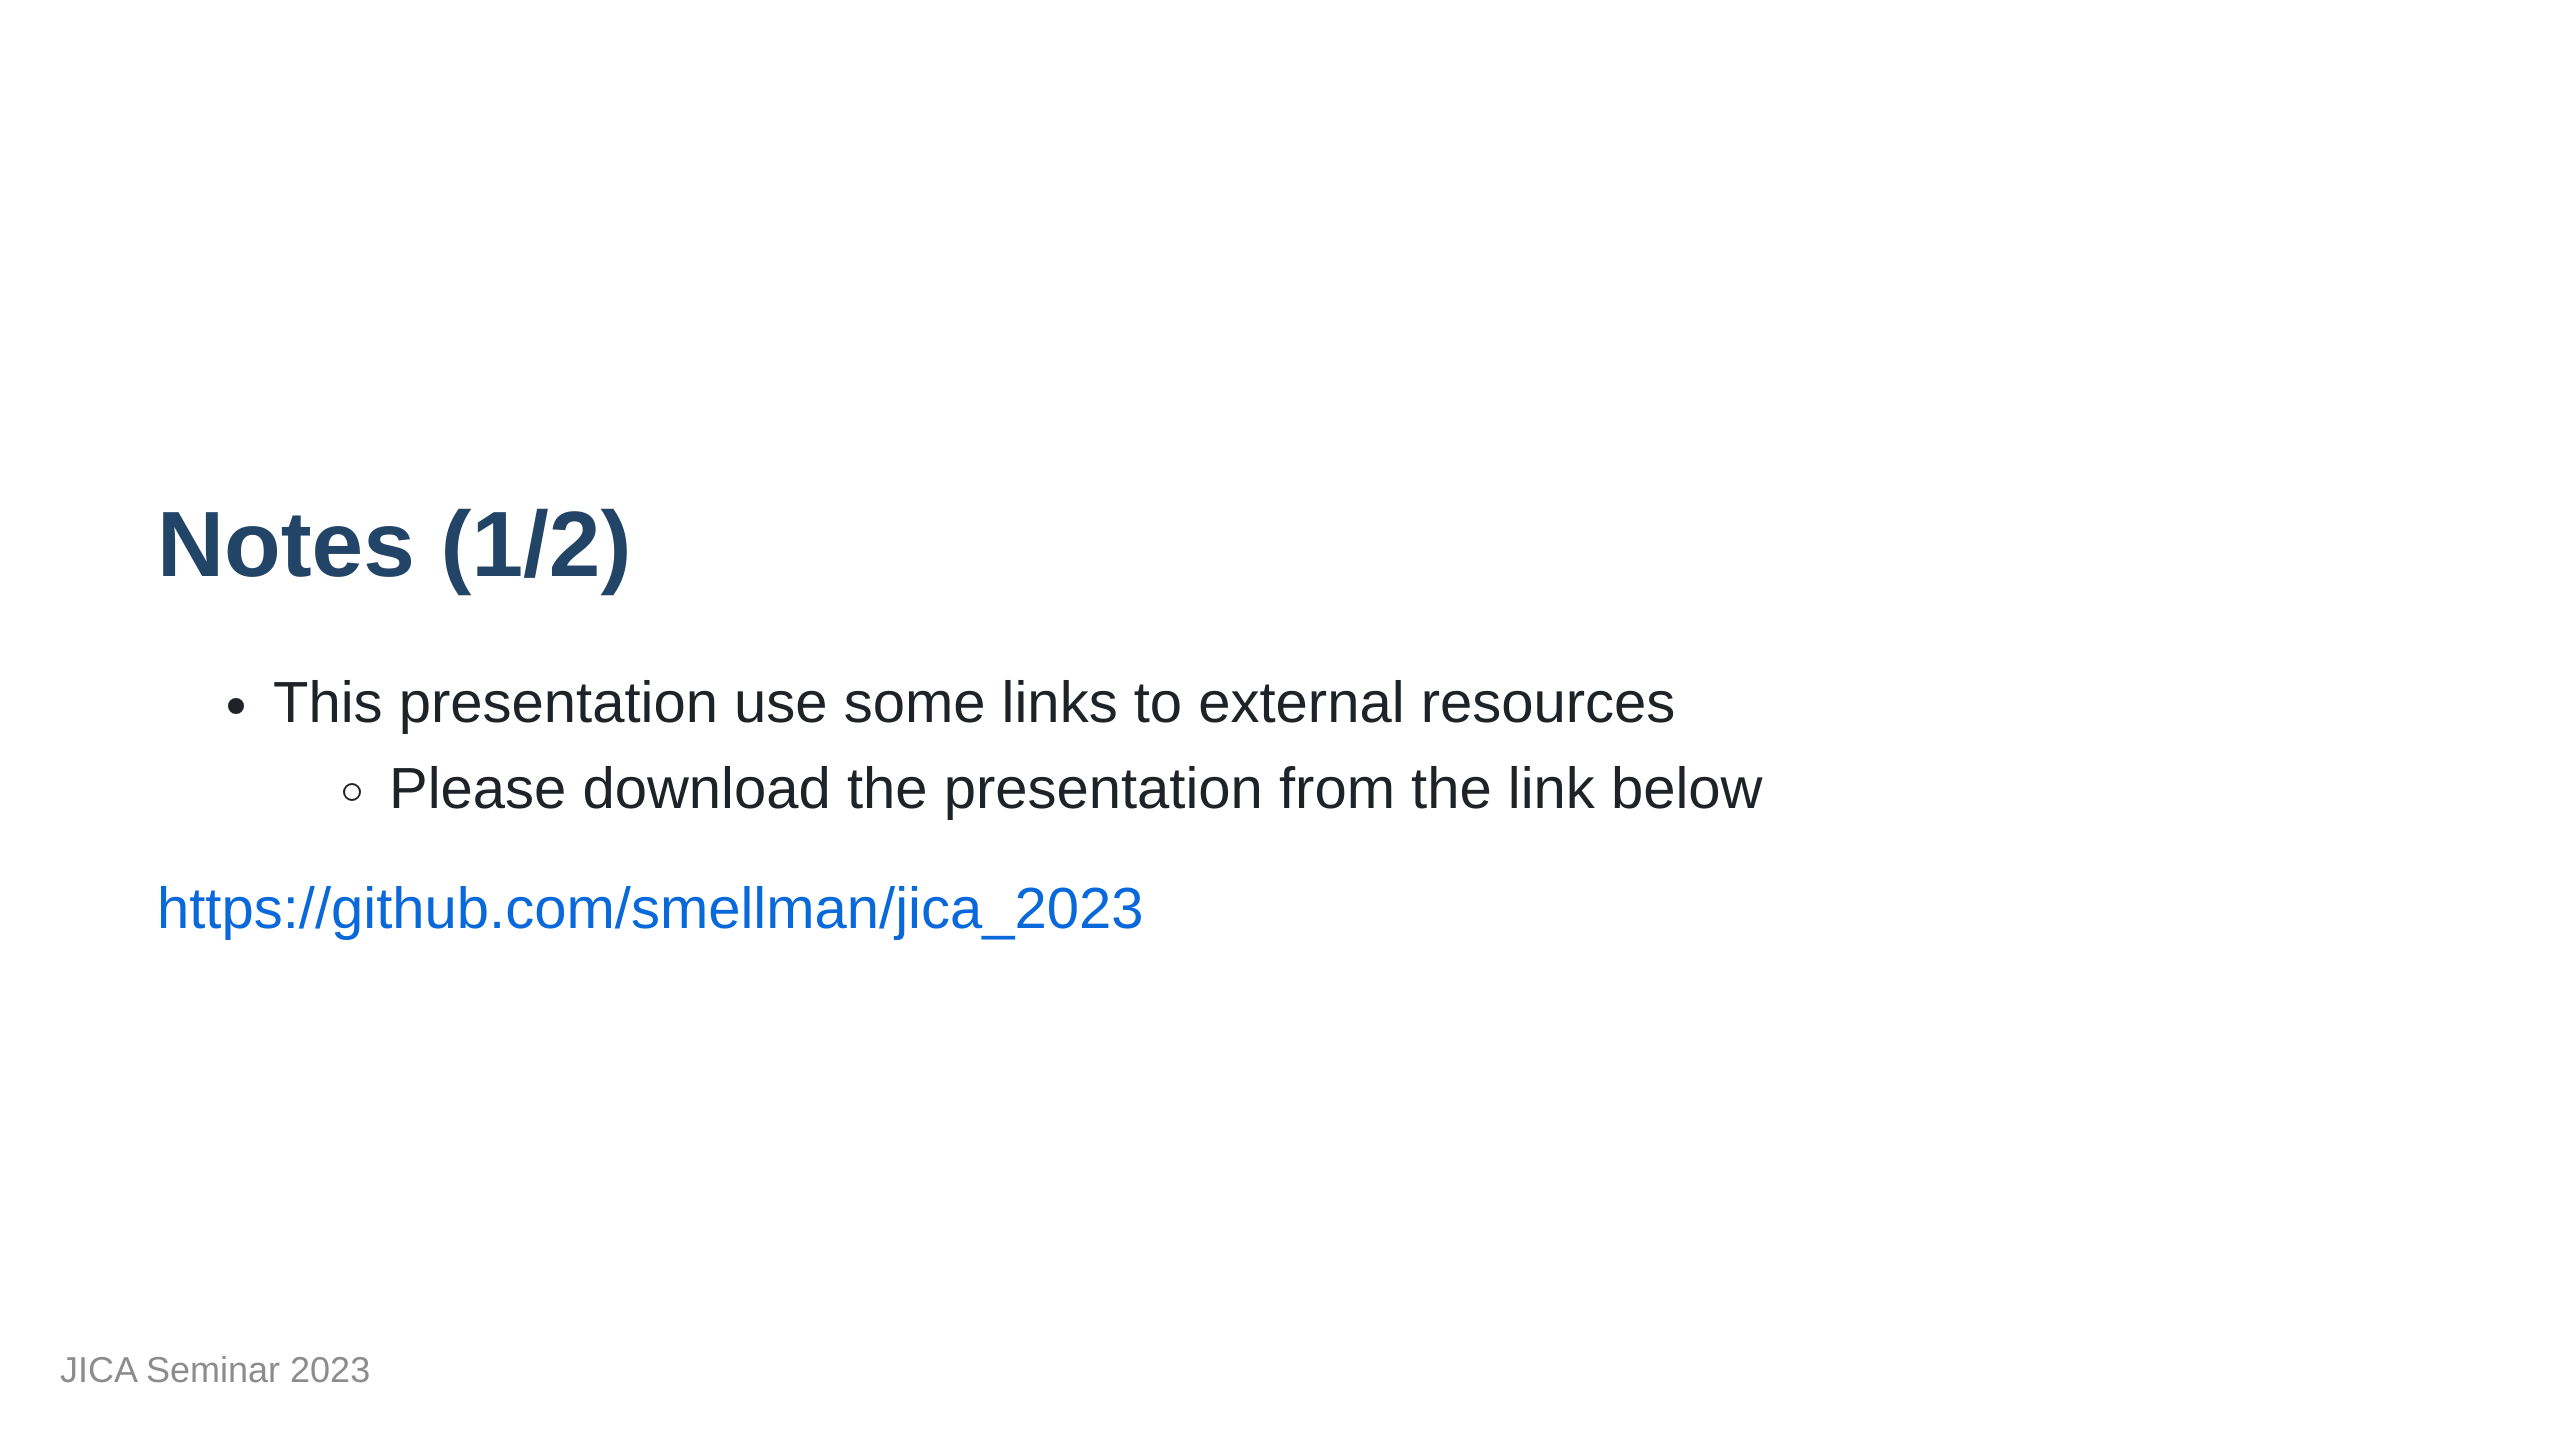 Notes (1/2)
• This presentation use some links to external resources
◦ Please download the presentation from the link below
https://github.com/smellman/jica_2023
JICA Seminar 2023